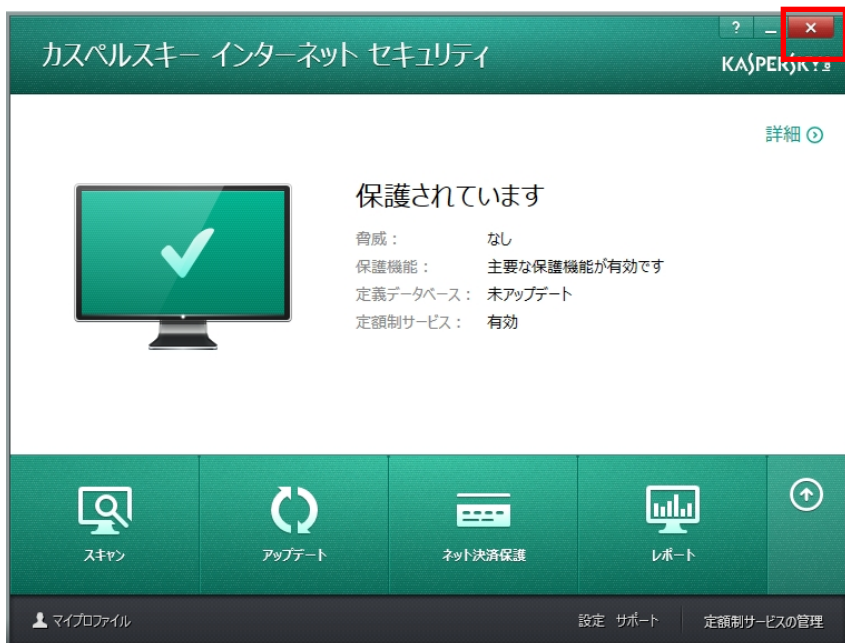 ?
カスペルスキー インターネット セキュリティ
KASPERSKY
詳細
保護されています
脅威： なし
保護機能： 主要な保護機能が有効です
定義データベース： 未アップデート
定額制サービス： 有効
スキャン アップデート ネット決済保護 レポート
マイプロファイル 設定 サポート 定額制サービスの管理